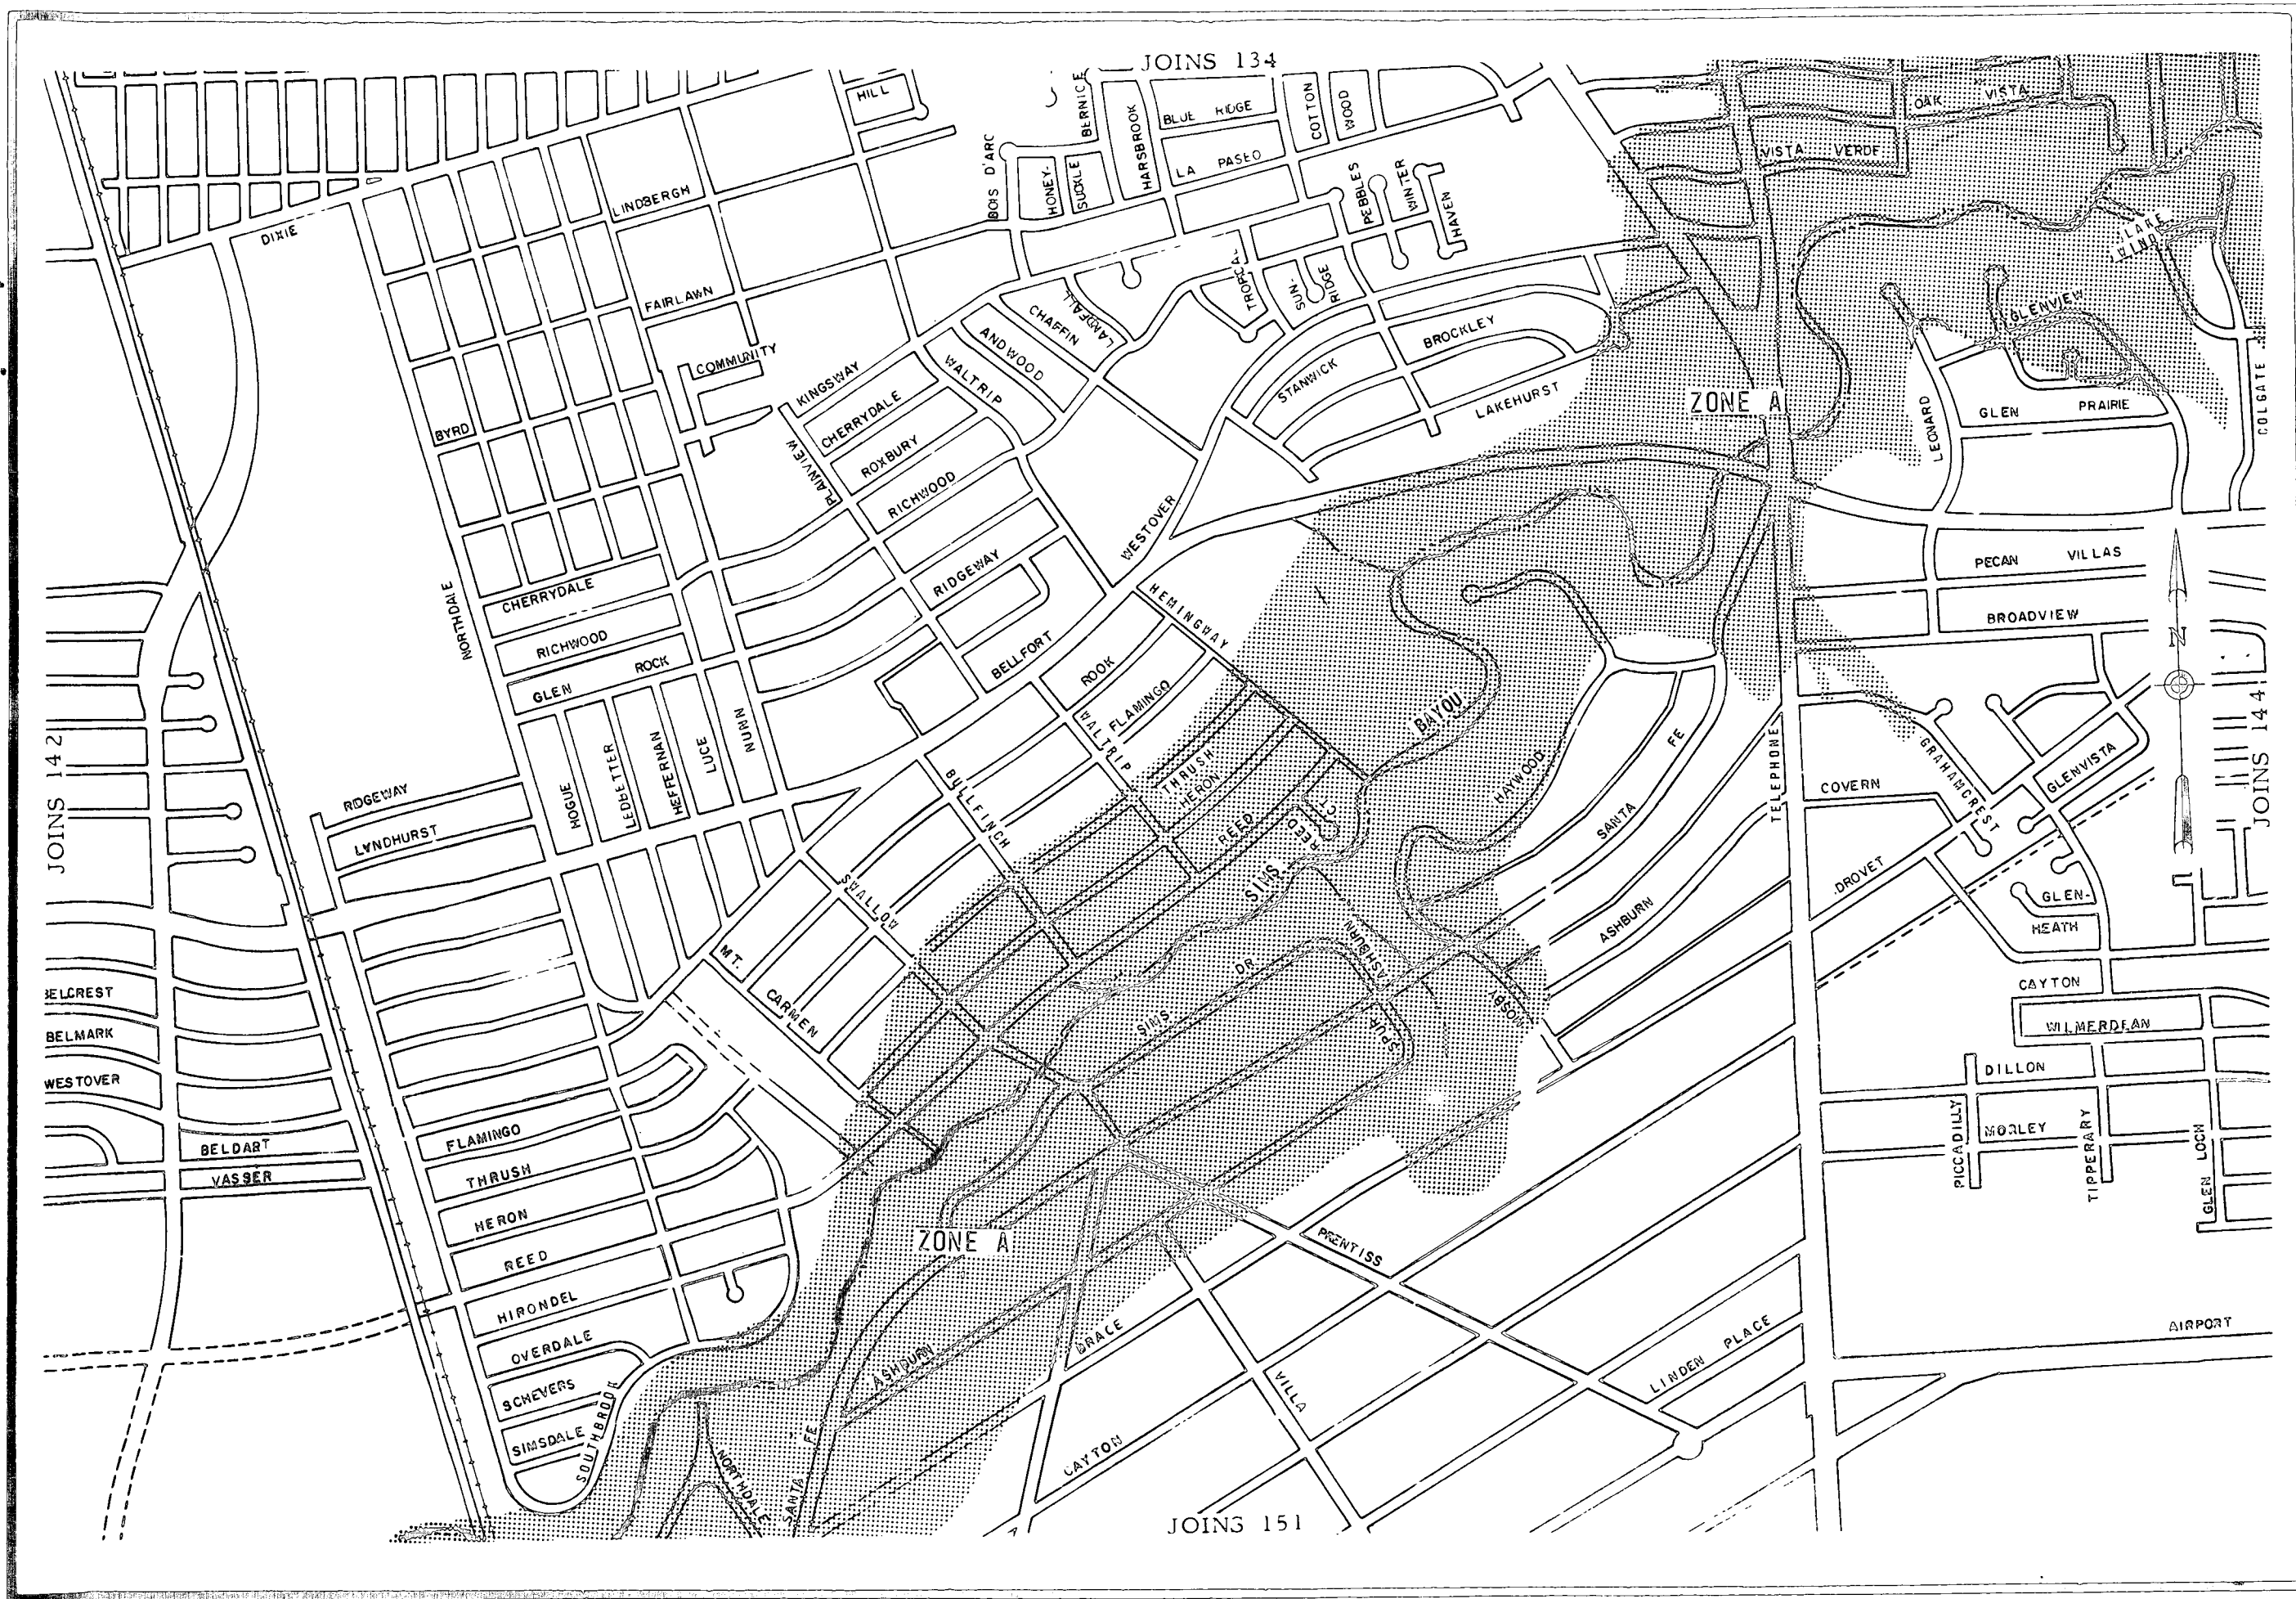 JOINS 134
HILL
BERNICE
HARSBROOK
BLUE RIDGE
COTTON
WOOD
OAK VISTA
VISTA VERDE
BOIS D'ARC
HONEY-
SUCKLE
LA PASEO
PEBBLES
WINTER
HAVEN
LINDBERGH
DIXIE
LAKE
WIND
FAIRLAWN
LANDFALL
CHAFFIN
SUN-
RIDGE
GLENVIEW
COMMUNITY
KINGSWAY
ANDWOOD
WALTRIP
STANWICK
BROCKLEY
LAKEHURST
ZONE A
LEONARD
GLEN PRAIRIE
COLGATE
BYRD
CHERRYDALE
PLAINVIEW
ROXBURY
RICHWOOD
WESTOVER
NORTHDALE
CHERRYDALE
RIDGEWAY
HEMINGWAY
PECAN VILLAS
BROADVIEW
N
RICHWOOD
GLEN ROCK
BELLFORT
ROOK
FLAMINGO
WALTRIP
BAYOU
JOINS 142
JOINS 144
HOGUE
LEDBETTER
HEFFERNAN
LUCE
NUNN
BULLFINCH
THRUSH
HERON
REED
REED CT
HAYWOOD
SANTA FE
TELEPHONE
COVERN
GRAHAMCREST
GLENVISTA
RIDGEWAY
LYNDHURST
SWALLOW
SIMS
ASHBURN
DROVET
GLEN-
HEATH
MT. CARMEN
ASHBURN
SIMS DR
SPUR
MOSBY
CAYTON
WILMERDEAN
BELCREST
BELMARK
WESTOVER
BELDART
VASSER
DILLON
PICCADILLY
MORLEY
TIPPERARY
GLEN LOCH
FLAMINGO
THRUSH
HERON
REED
HIRONDEL
OVERDALE
SCHEVERS
SIMSDALE
SOUTHBROOK
ZONE A
PRENTISS
ASHBURN
GRACE
VILLA
LINDEN PLACE
AIRPORT
NORTHDALE
SANTA FE
CAYTON
JOINS 151